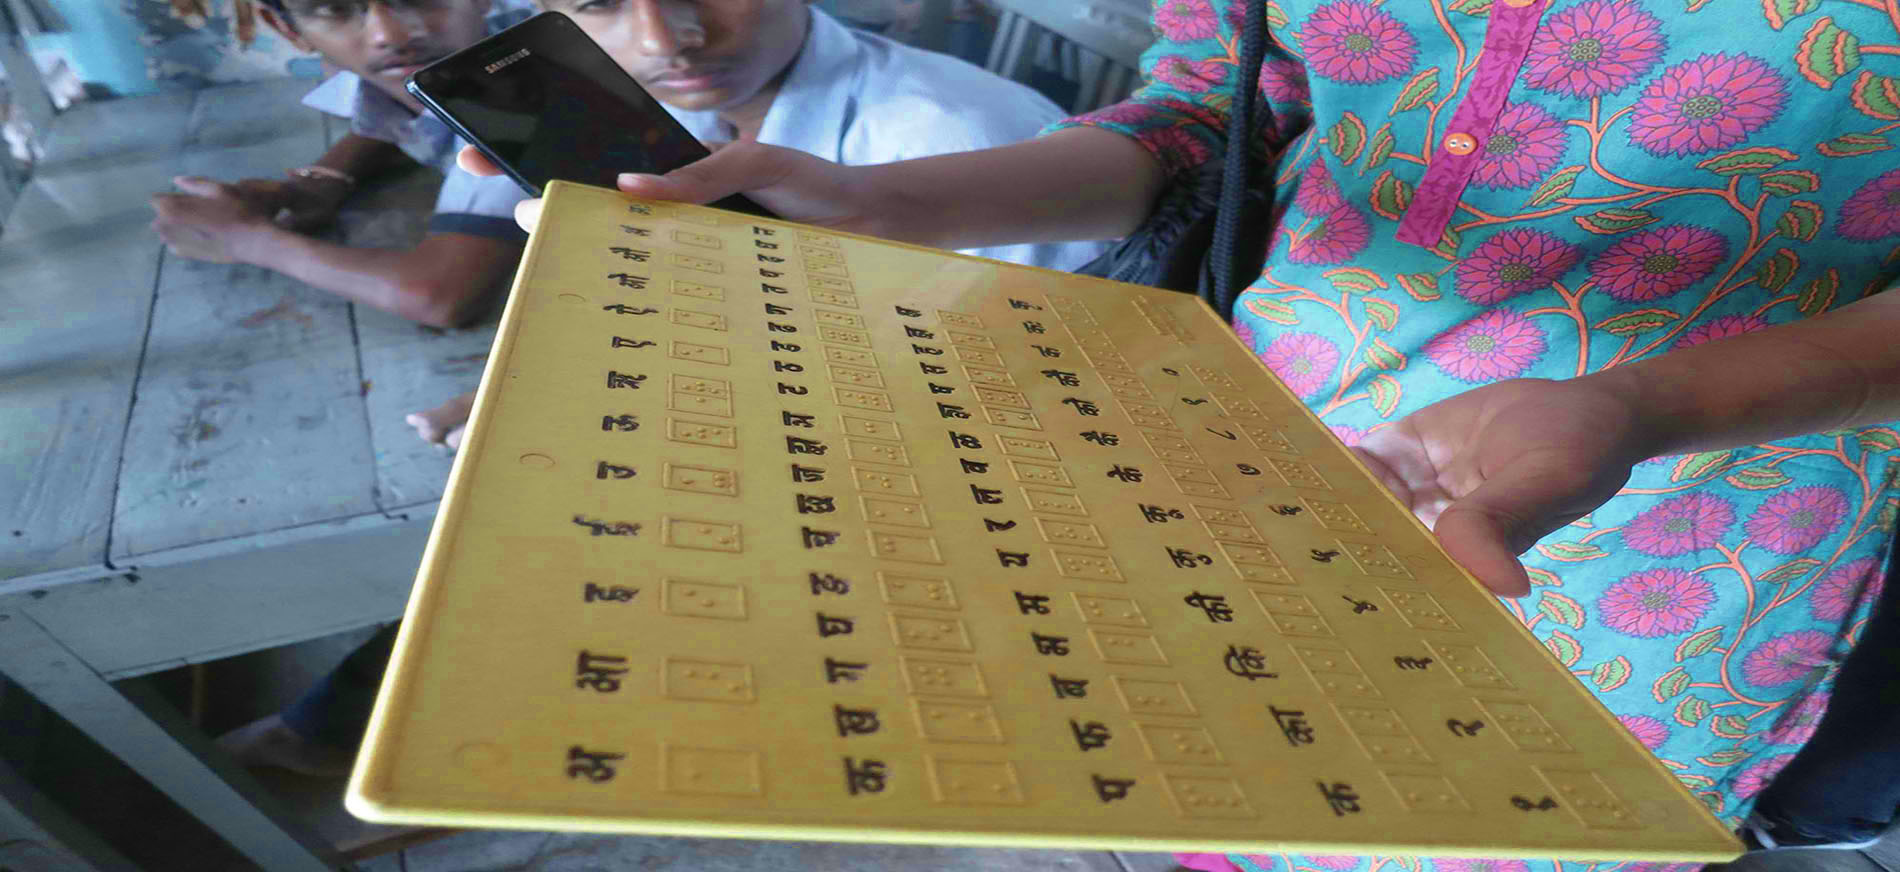 SAMSUNG
अ आ इ ई उ ऊ ऋ ए ऐ ओ औ अं
क ख ग घ ङ च छ ज झ ञ ट ठ ड ढ ण त थ द ध न
प फ ब भ म य र ल व ळ श ष स ह क्ष
क का कि की कु कू के कै को कौ
१ २ ३ ४ ५ ६ ७ ८ ९ ०